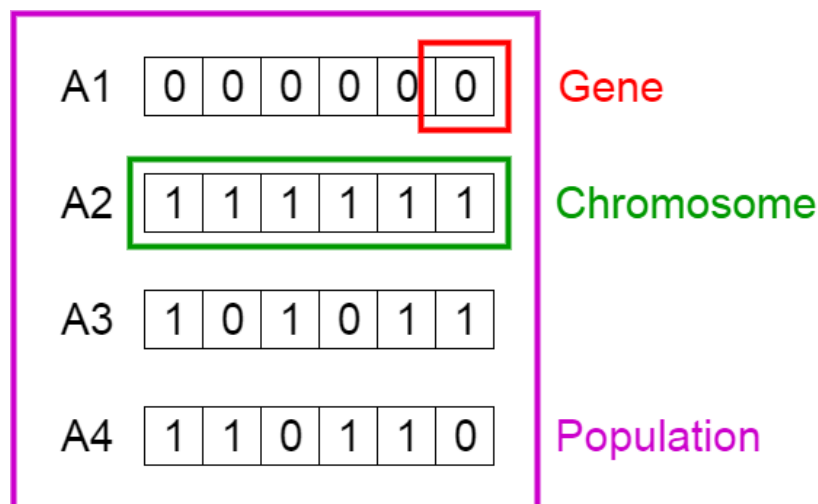 A1 0 0 0 0 0 0 Gene
A2 1 1 1 1 1 1 Chromosome
A3 1 0 1 0 1 1
A4 1 1 0 1 1 0 Population